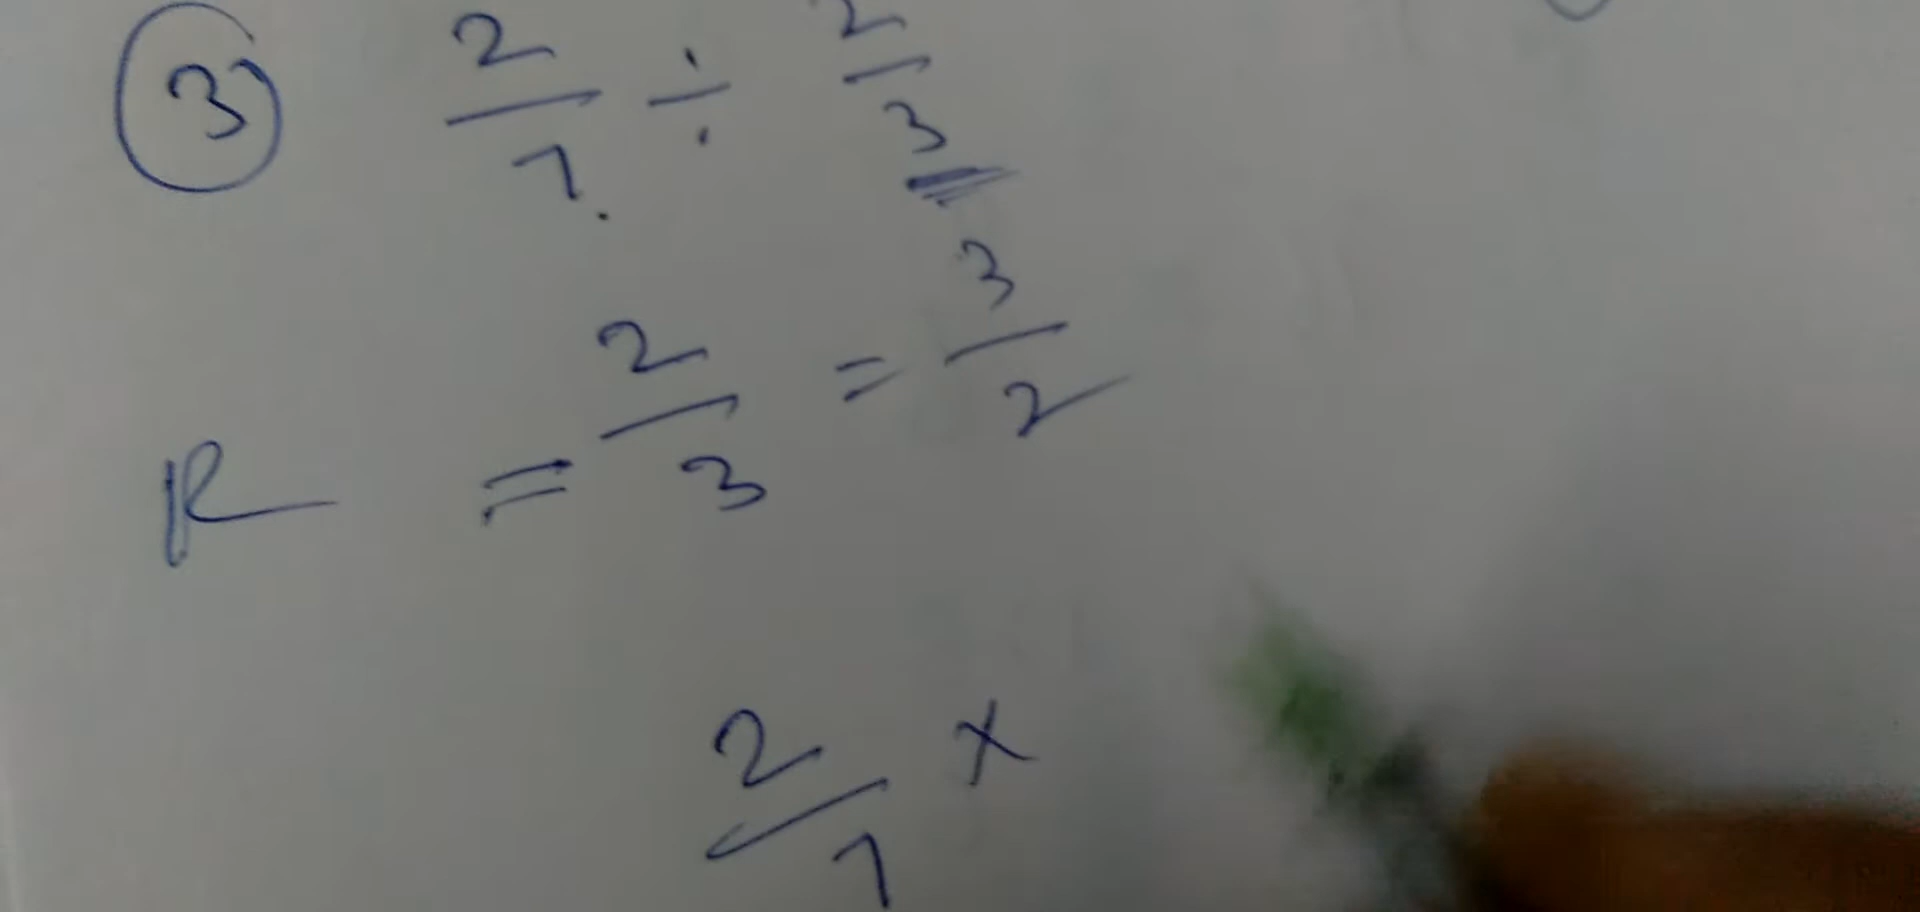 ③ 2/7 ÷ 2/3
R = 2/3 = 3/2
2/7 ×